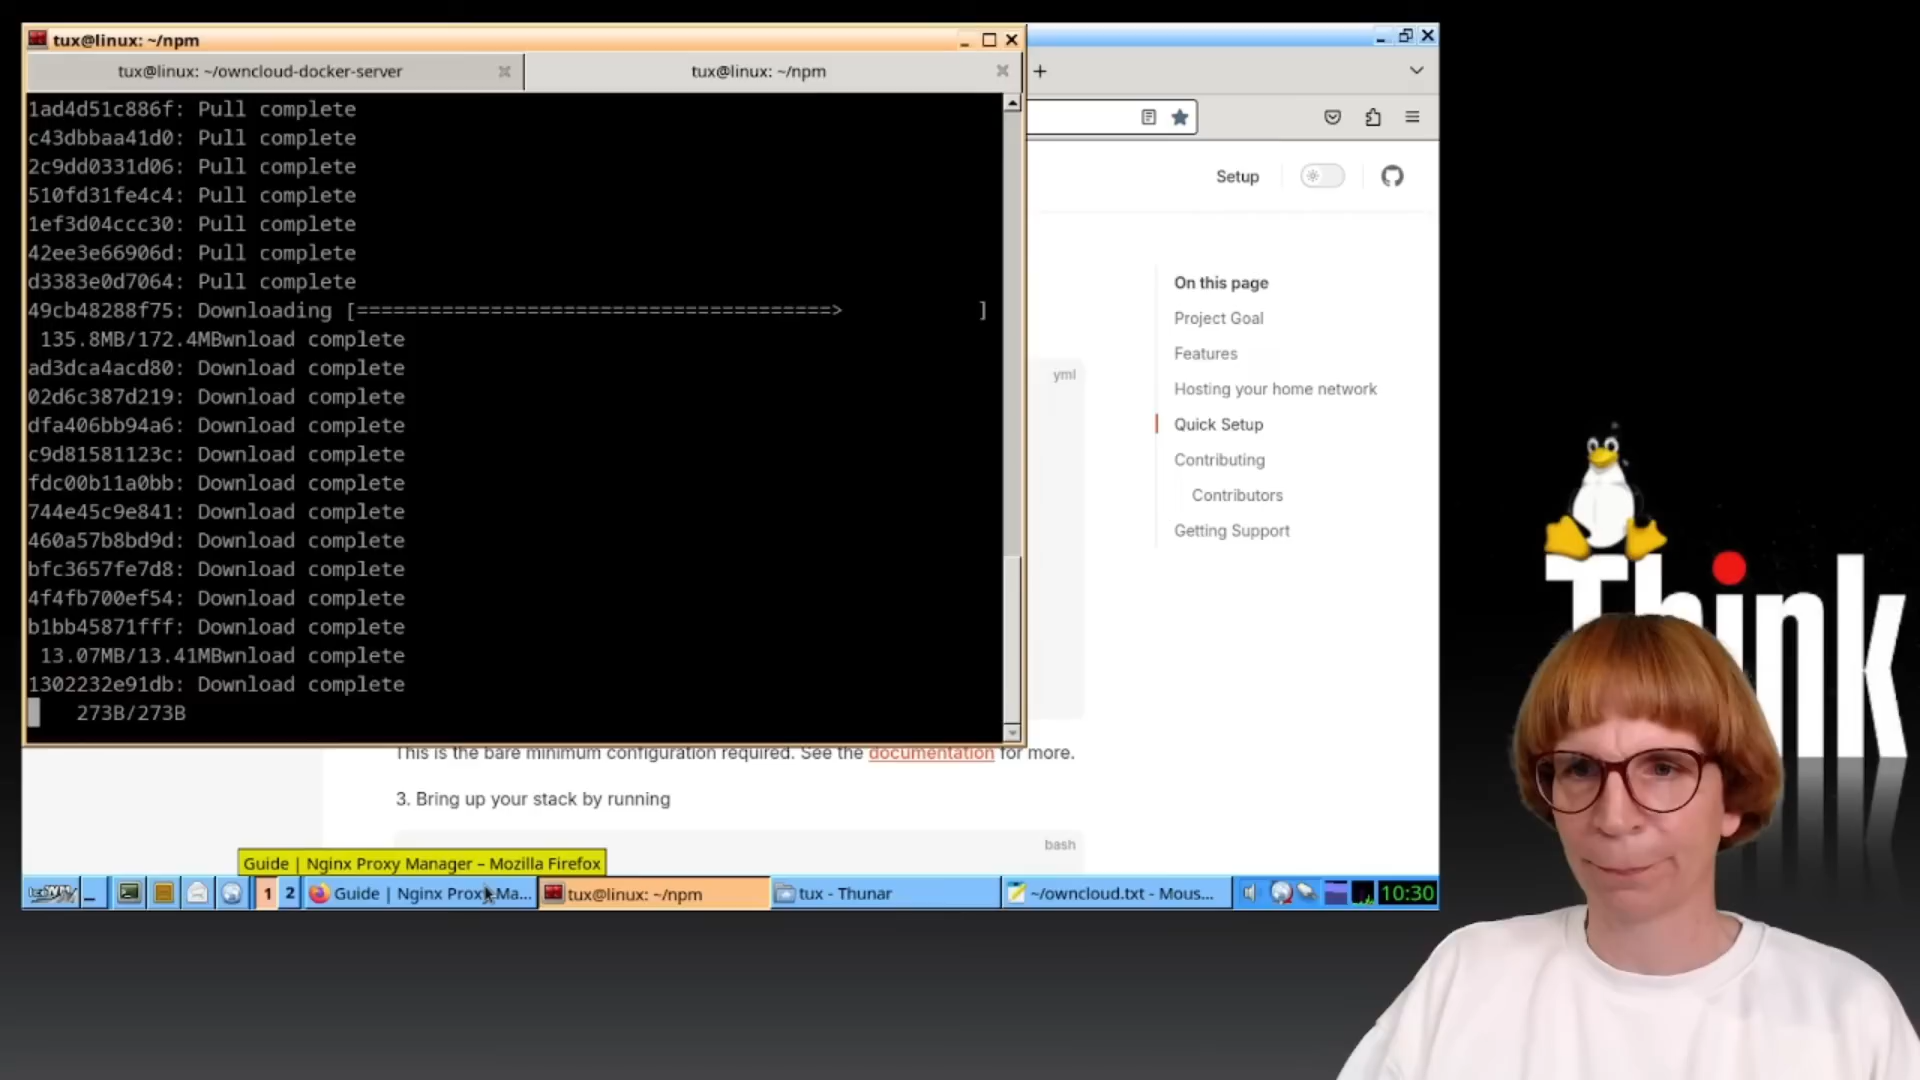 tux@linux: ~/npm
tux@linux: ~/owncloud-docker-server
tux@linux: ~/npm
1ad4d51c886f: Pull complete
c43dbbaa41d0: Pull complete
2c9dd0331d06: Pull complete
510fd31fe4c4: Pull complete
1ef3d04ccc30: Pull complete
42ee3e66906d: Pull complete
d3383e0d7064: Pull complete
49cb48288f75: Downloading [=======================================>            ]
135.8MB/172.4MBwnload complete
ad3dca4acd80: Download complete
02d6c387d219: Download complete
dfa406bb94a6: Download complete
c9d81581123c: Download complete
fdc00b11a0bb: Download complete
744e45c9e841: Download complete
460a57b8bd9d: Download complete
bfc3657fe7d8: Download complete
4f4fb700ef54: Download complete
b1bb45871fff: Download complete
13.07MB/13.41MBwnload complete
1302232e91db: Download complete
273B/273B
Setup
On this page
Project Goal
Features
Hosting your home network
Quick Setup
Contributing
Contributors
Getting Support
yml
This is the bare minimum configuration required. See the documentation for more.
3. Bring up your stack by running
bash
Guide | Nginx Proxy Manager – Mozilla Firefox
1
2
Guide | Nginx Proxy Ma...
tux@linux: ~/npm
tux - Thunar
~/owncloud.txt - Mous...
10:30
Think